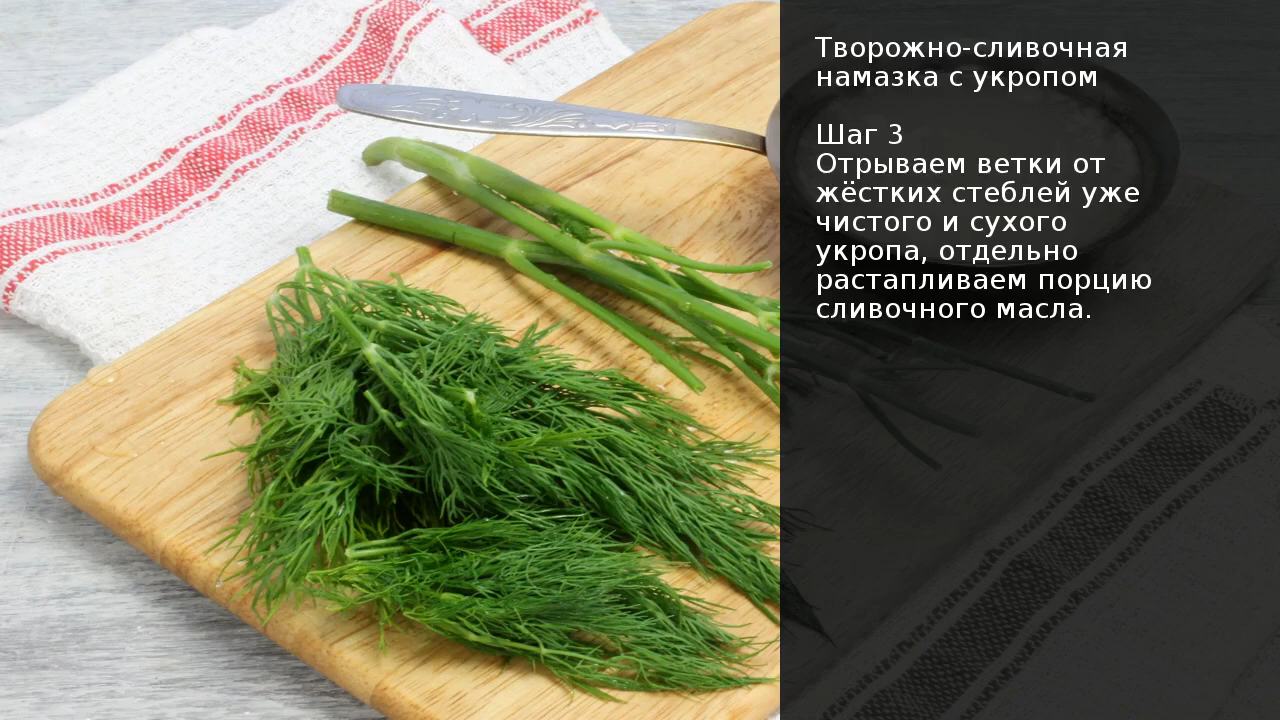 Творожно-сливочная
намазка с укропом
Шаг 3
Отрываем ветки от
жёстких стеблей уже
чистого и сухого
укропа, отдельно
растапливаем порцию
сливочного масла.